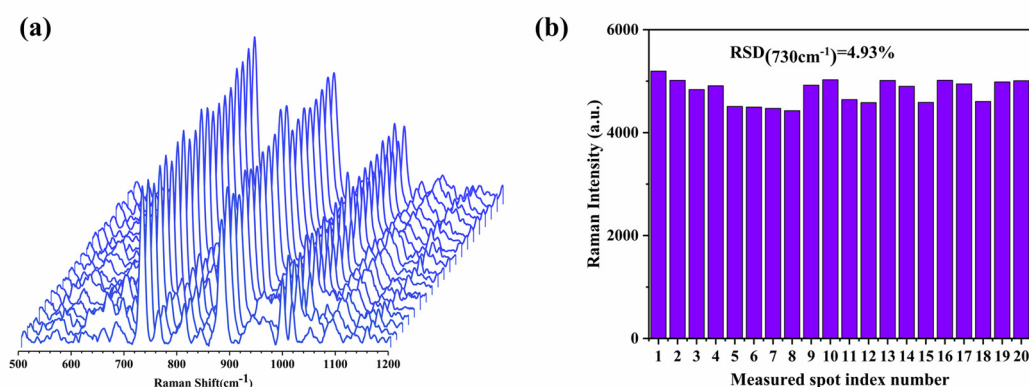 (a)
500 600 700 800 900 1000 1100 1200
Raman Shift(cm-1)
(b)
RSD(730cm-1)=4.93%
Raman Intensity (a.u.)
6000
4000
2000
0
1 2 3 4 5 6 7 8 9 10 11 12 13 14 15 16 17 18 19 20
Measured spot index number